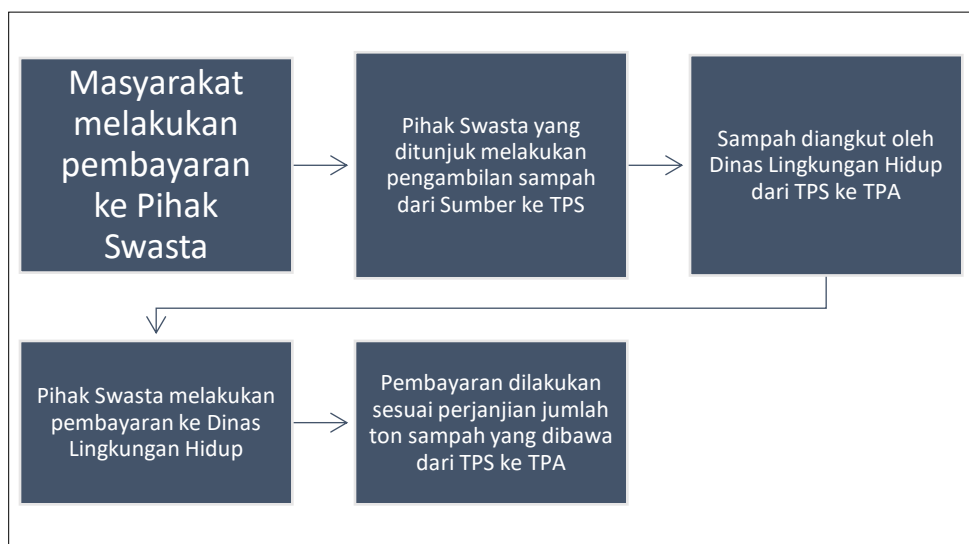 Masyarakat
melakukan
pembayaran
ke Pihak
Swasta
Pihak Swasta yang
ditunjuk melakukan
pengambilan sampah
dari Sumber ke TPS
Sampah diangkut oleh
Dinas Lingkungan Hidup
dari TPS ke TPA
Pihak Swasta melakukan
pembayaran ke Dinas
Lingkungan Hidup
Pembayaran dilakukan
sesuai perjanjian jumlah
ton sampah yang dibawa
dari TPS ke TPA